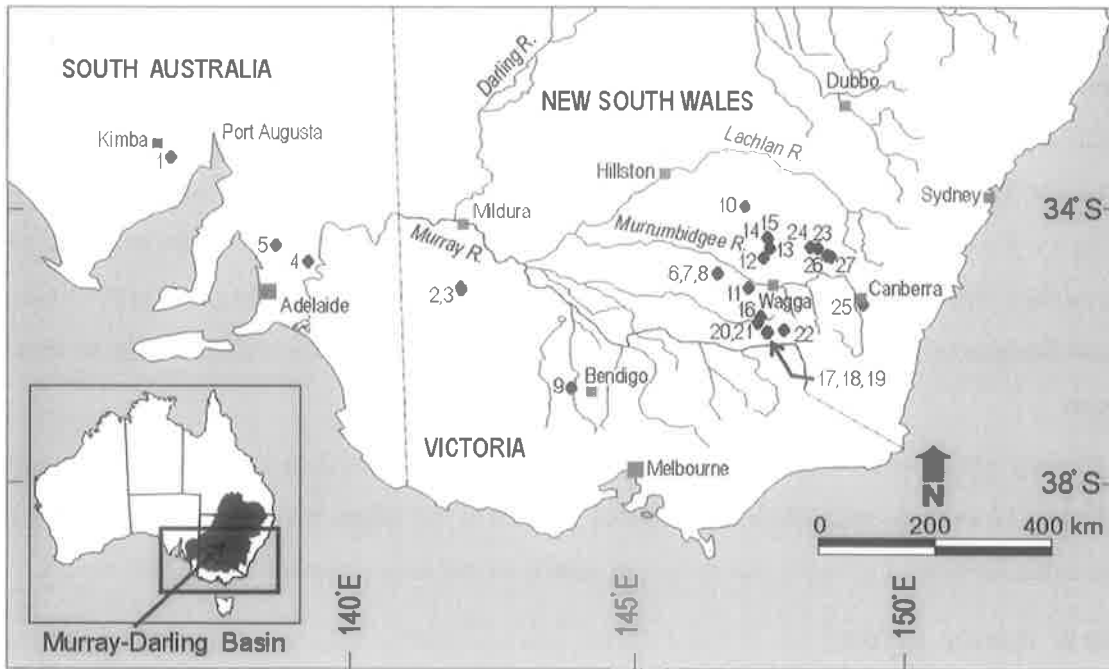 SOUTH AUSTRALIA
Darling R.
Dubbo
NEW SOUTH WALES
Kimba
Port Augusta
1
Lachlan R.
Hillston
Sydney
34°S
10
Mildura
Murray R.
Murrumbidgee R.
14
15
13
12
24
23
26
27
5
4
Adelaide
2,3
6,7,8
11
Wagga
16
20,21
22
25
Canberra
17,18,19
9
Bendigo
VICTORIA
Melbourne
N
38°S
0
200
400
km
140°E
145°E
150°E
Murray-Darling Basin